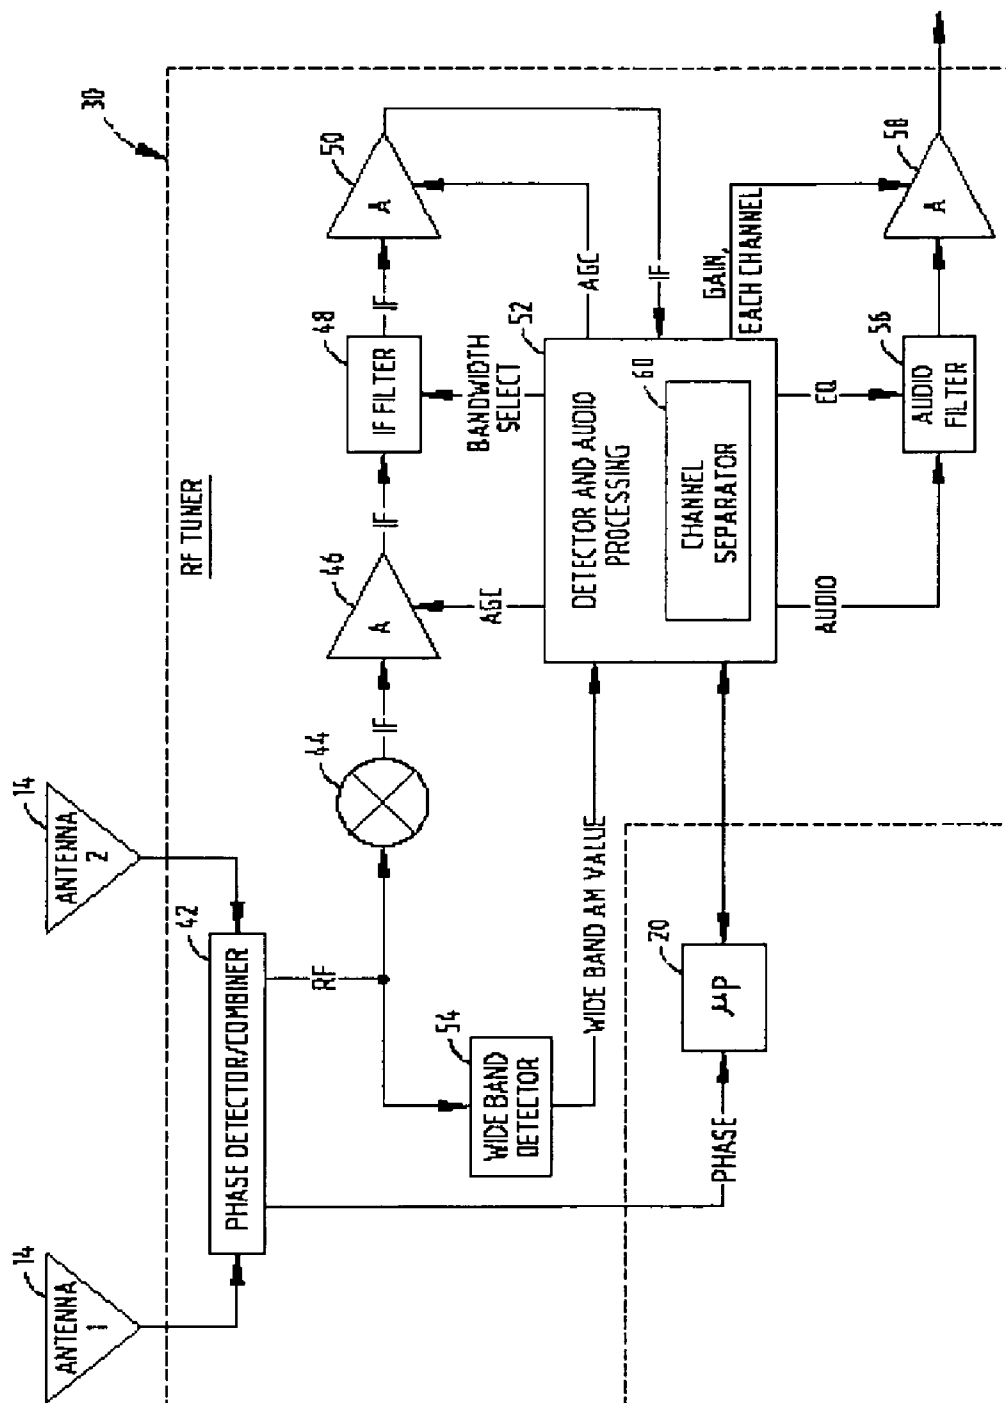 30
RF TUNER
ANTENNA
1
14
ANTENNA
2
14
PHASE DETECTOR/COMBINER
42
RF
44
IF
A
46
IF
IF FILTER
48
IF
A
50
WIDE BAND
DETECTOR
54
WIDE BAND AM VALUE
AGC
BANDWIDTH
SELECT
AGC
IF
DETECTOR AND AUDIO
PROCESSING
52
CHANNEL
SEPARATOR
60
PHASE
μP
20
AUDIO
EQ
GAIN,
EACH CHANNEL
AUDIO
FILTER
56
A
58